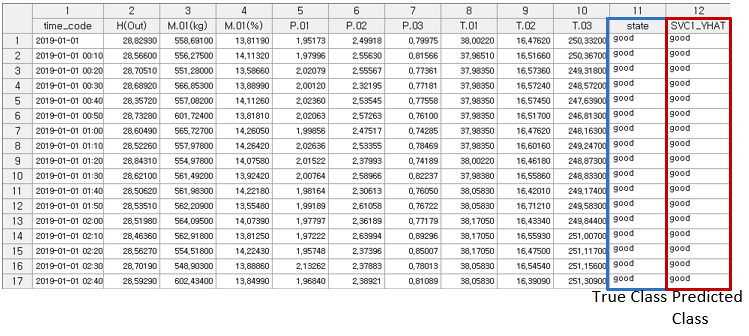 1 2 3 4 5 6 7 8 9 10 11 12
time_code H(Out) M.01(kg) M.01(%) P.01 P.02 P.03 T.01 T.02 T.03 state SVC1_YHAT
1 2019-01-01 28,82930 558,69100 13,81190 1,95173 2,49918 0,79975 38,00220 16,47620 250,33200 good good
2 2019-01-01 00:10 28,56600 556,27500 14,11320 1,97996 2,55630 0,81566 37,96510 16,51660 250,36700 good good
3 2019-01-01 00:20 28,70510 551,28000 13,58660 2,02079 2,55567 0,77361 37,98350 16,57360 249,31800 good good
4 2019-01-01 00:30 28,68920 566,85300 13,88990 2,00120 2,32195 0,77181 37,98350 16,57240 248,57200 good good
5 2019-01-01 00:40 28,35720 557,08200 14,11260 2,02360 2,53545 0,77558 37,98350 16,57450 247,63900 good good
6 2019-01-01 00:50 28,73280 601,72400 13,81810 2,02063 2,57263 0,76100 37,98350 16,51700 246,81300 good good
7 2019-01-01 01:00 28,60490 565,72700 14,26050 1,99856 2,47517 0,74285 37,98350 16,47620 248,16300 good good
8 2019-01-01 01:10 28,52260 557,97800 14,26420 2,02636 2,53355 0,78469 37,98350 16,60160 249,24700 good good
9 2019-01-01 01:20 28,84310 554,97800 14,07580 2,01522 2,37993 0,74189 38,00220 16,46180 248,87300 good good
10 2019-01-01 01:30 28,62100 561,49200 13,92420 2,00764 2,58966 0,82237 37,98380 16,55860 248,83300 good good
11 2019-01-01 01:40 28,50620 561,98300 14,22180 1,98164 2,30613 0,76050 38,05830 16,42010 249,17400 good good
12 2019-01-01 01:50 28,53510 562,20900 13,55480 1,99189 2,61058 0,76722 38,05830 16,71210 249,58300 good good
13 2019-01-01 02:00 28,51980 564,09500 14,07390 1,97797 2,36189 0,77179 38,17050 16,43340 249,84400 good good
14 2019-01-01 02:10 28,46360 562,91800 13,81250 1,97222 2,63994 0,89296 38,17050 16,55930 251,00700 good good
15 2019-01-01 02:20 28,56270 554,51800 14,22430 1,95748 2,37396 0,85007 38,17050 16,47500 251,11700 good good
16 2019-01-01 02:30 28,70190 548,90300 13,88860 2,13262 2,37883 0,78013 38,05830 16,54540 251,15600 good good
17 2019-01-01 02:40 28,59290 602,43400 13,84990 1,96840 2,38921 0,81089 38,05830 16,39090 251,30900 good good
True Class Predicted
Class